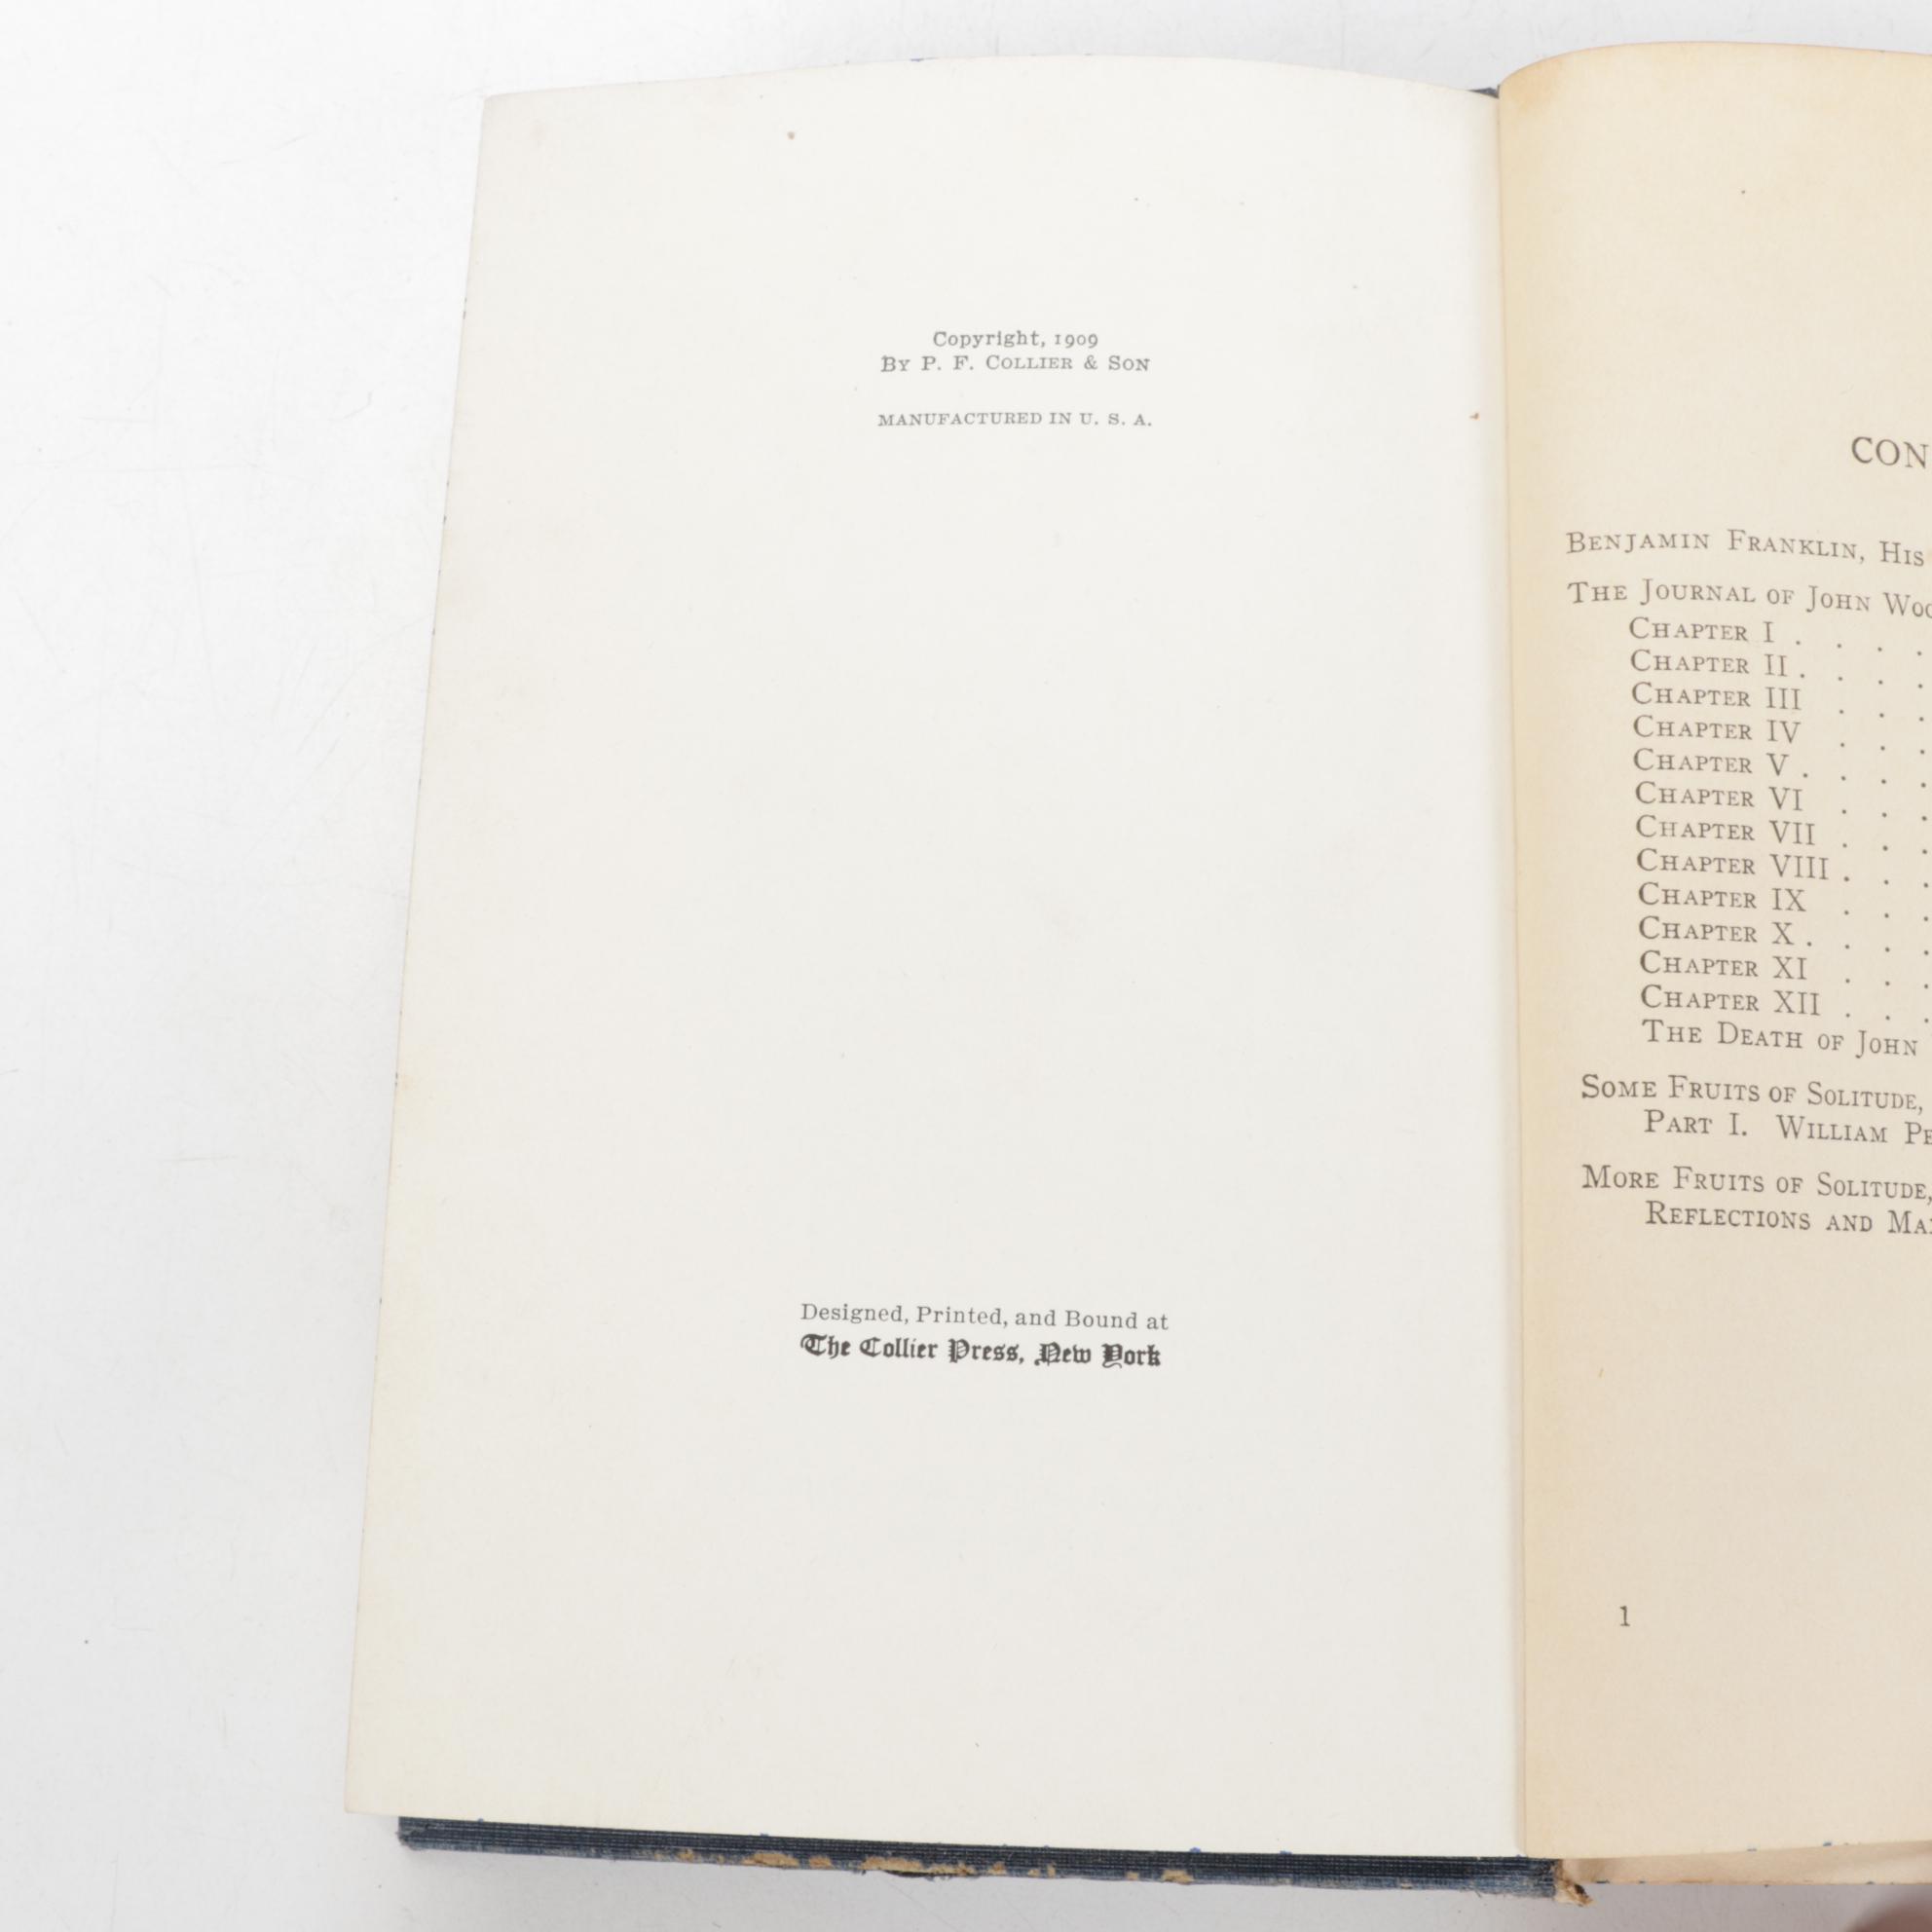 Copyright, 1909
By P. F. Collier & Son
MANUFACTURED IN U. S. A.
Designed, Printed, and Bound at
The Collier Press, New York
CON
Benjamin Franklin, His
The Journal of John Woo
Chapter I . . . .
Chapter II . . . .
Chapter III . . .
Chapter IV . . .
Chapter V . . . .
Chapter VI . . .
Chapter VII . . .
Chapter VIII . . .
Chapter IX . . .
Chapter X . . . .
Chapter XI . . .
Chapter XII . . .
The Death of John
Some Fruits of Solitude,
Part I. William Pe
More Fruits of Solitude,
Reflections and Ma
1